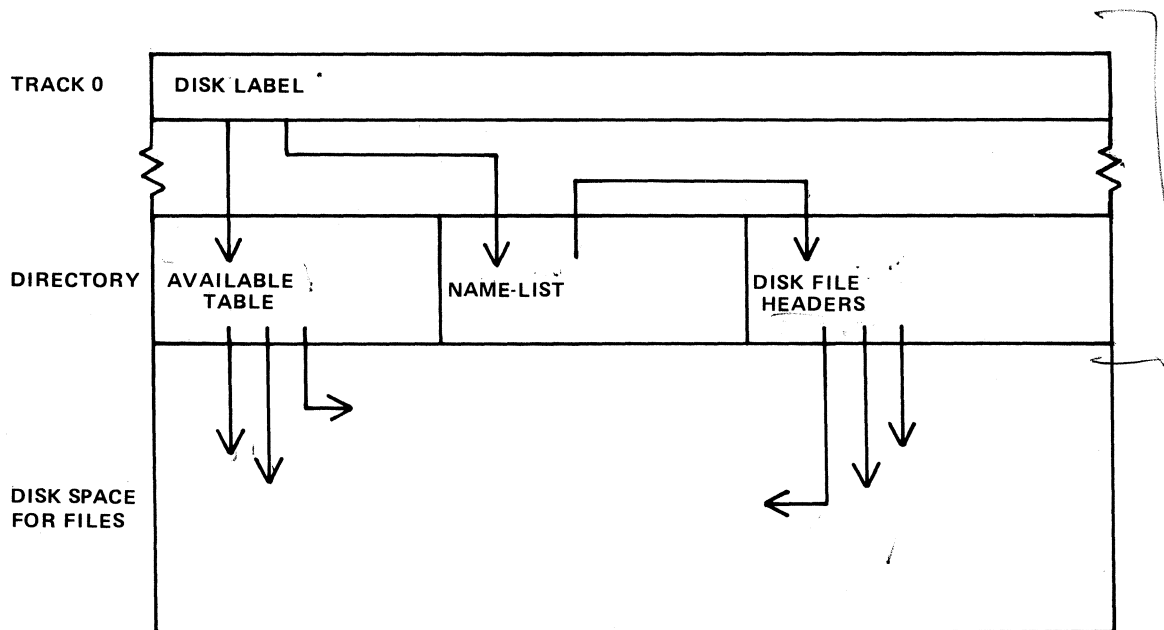 TRACK 0
DISK LABEL
DIRECTORY
AVAILABLE
TABLE
NAME-LIST
DISK FILE
HEADERS
DISK SPACE
FOR FILES